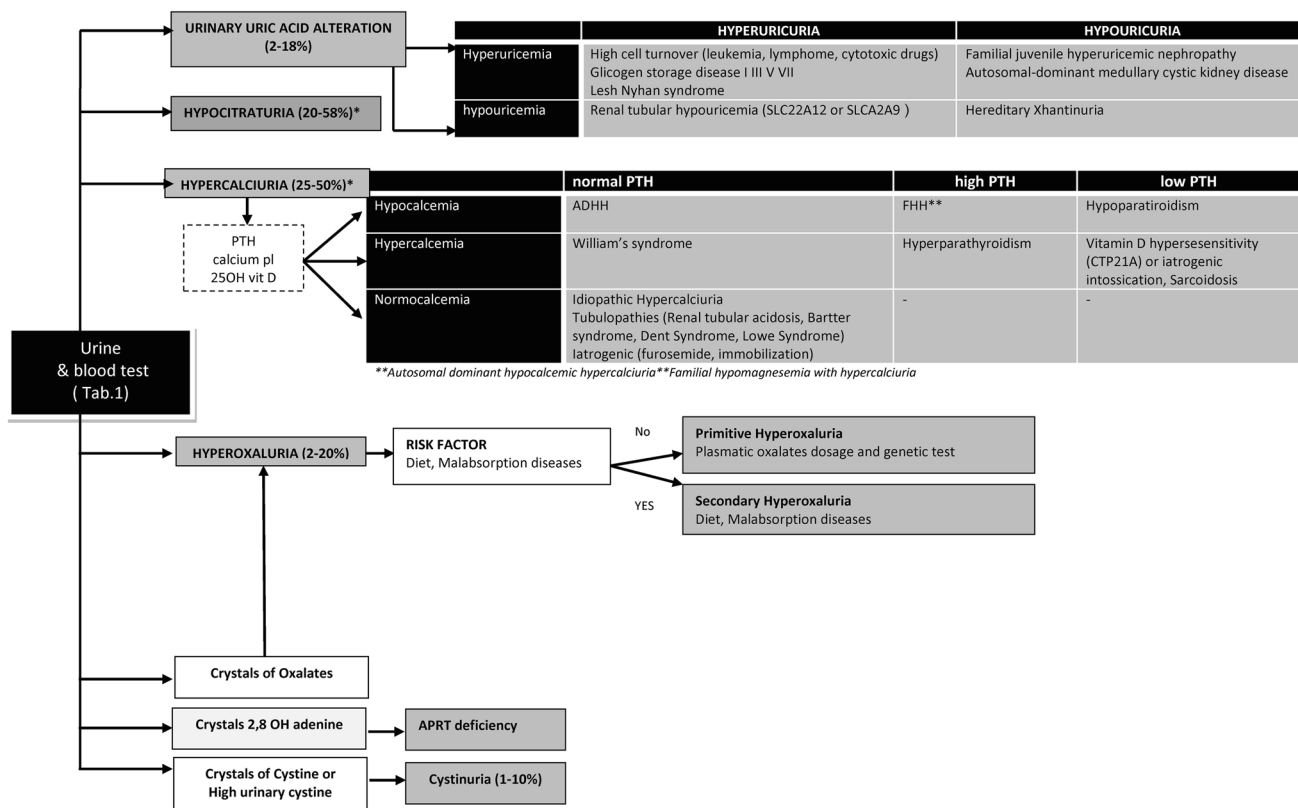 URINARY URIC ACID ALTERATION
(2-18%)
HYPERURICURIA
HYPOURICURIA
Hyperuricemia
High cell turnover (leukemia, lymphome, cytotoxic drugs)
Glicogen storage disease I III V VII
Lesh Nyhan syndrome
Familial juvenile hyperuricemic nephropathy
Autosomal-dominant medullary cystic kidney disease
hypouricemia
Renal tubular hypouricemia (SLC22A12 or SLCA2A9 )
Hereditary Xhantinuria
HYPOCITRATURIA (20-58%)*
HYPERCALCIURIA (25-50%)*
normal PTH
high PTH
low PTH
Hypocalcemia
ADHH
FHH**
Hypoparatiroidism
Hypercalcemia
William’s syndrome
Hyperparathyroidism
Vitamin D hypersesensitivity
(CTP21A) or iatrogenic
intossication, Sarcoidosis
Normocalcemia
Idiopathic Hypercalciuria
Tubulopathies (Renal tubular acidosis, Bartter
syndrome, Dent Syndrome, Lowe Syndrome)
Iatrogenic (furosemide, immobilization)
-
-
**Autosomal dominant hypocalcemic hypercalciuria**Familial hypomagnesemia with hypercalciuria
PTH
calcium pl
25OH vit D
Urine
& blood test
( Tab.1)
HYPEROXALURIA (2-20%)
RISK FACTOR
Diet, Malabsorption diseases
No
Primitive Hyperoxaluria
Plasmatic oxalates dosage and genetic test
YES
Secondary Hyperoxaluria
Diet, Malabsorption diseases
Crystals of Oxalates
Crystals 2,8 OH adenine
APRT deficiency
Crystals of Cystine or
High urinary cystine
Cystinuria (1-10%)